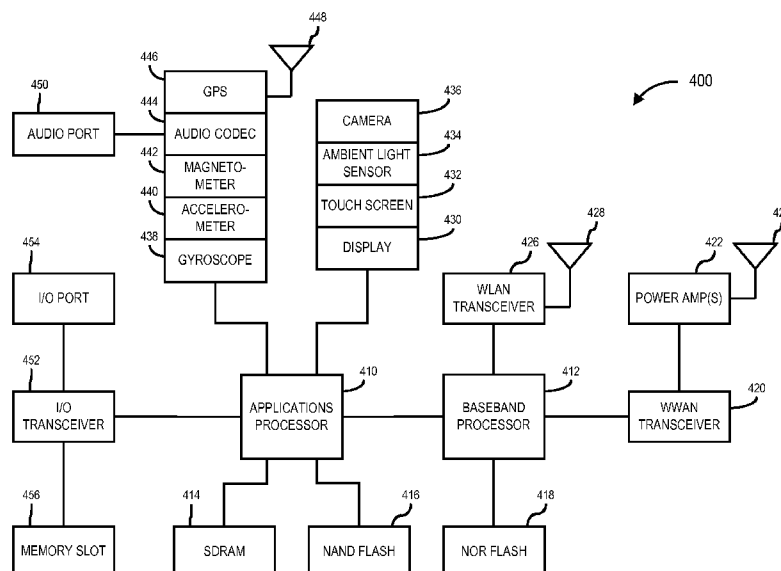 448
446
GPS
400
450
444
436
CAMERA
AUDIO PORT
AUDIO CODEC
442
434
MAGNETO-
METER
AMBIENT LIGHT
SENSOR
440
432
ACCELERO-
METER
TOUCH SCREEN
438
430
428
454
GYROSCOPE
DISPLAY
426
422
I/O PORT
WLAN
TRANSCEIVER
POWER AMP(S)
452
410
412
I/O
TRANSCEIVER
APPLICATIONS
PROCESSOR
BASEBAND
PROCESSOR
WWAN
TRANSCEIVER
420
456
414
416
418
MEMORY SLOT
SDRAM
NAND FLASH
NOR FLASH